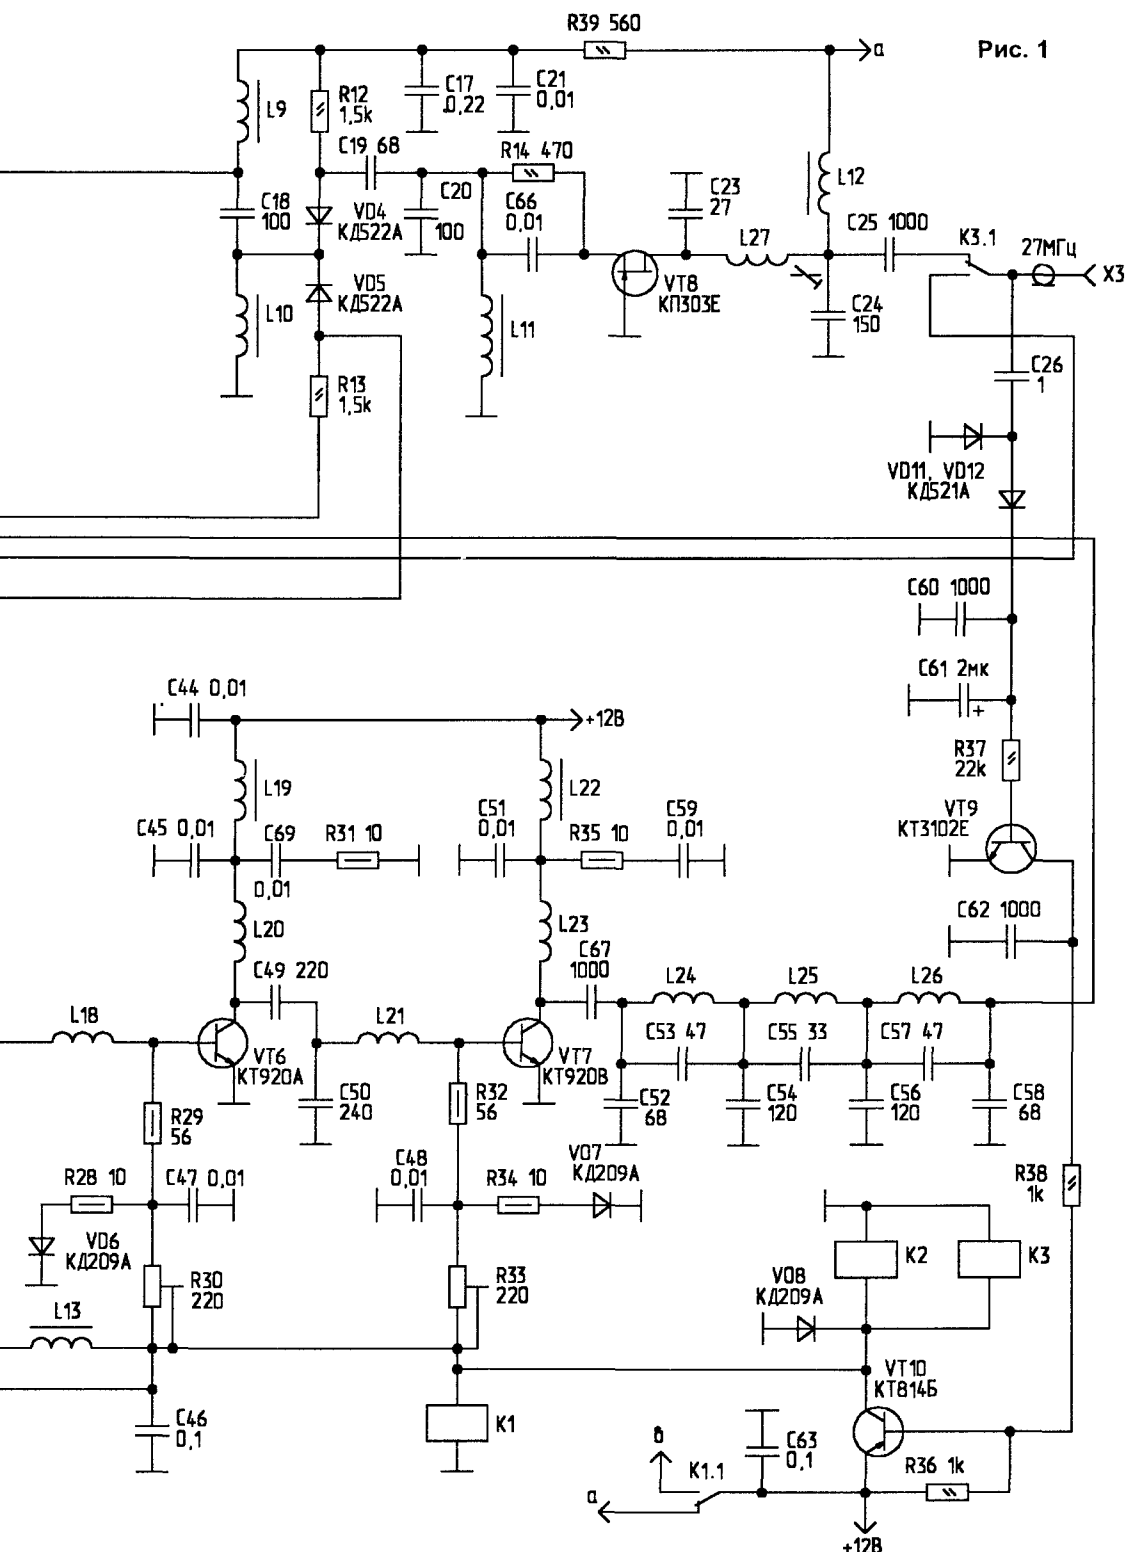 R39 560
а
Рис. 1
L9
R12
1,5k
C17
0,22
C21
0,01
C19 68
R14 470
C18
100
VD4
КД522А
C20
100
C66
0,01
C23
27
L12
L27
C25 1000
К3.1
27МГц
X3
VT8
КП303Е
L10
VD5
КД522А
L11
C24
150
R13
1,5k
C26
1
VD11, VD12
КД521А
C60 1000
C61 2мк
+
C44 0,01
+12В
R37
22k
L19
L22
VT9
КТ3102Е
C45 0,01
C69
0,01
R31 10
C51
0,01
R35 10
C59
0,01
L20
L23
C62 1000
C49 220
C67
1000
L24
L25
L26
L18
L21
VT6
КТ920А
VT7
КТ920В
C53 47
C55 33
C57 47
C50
240
R29
56
R32
56
C52
68
C54
120
C56
120
C58
68
R28 10
C47 0,01
C48
0,01
R34 10
VD7
КД209А
R38
1k
VD6
КД209А
R30
220
R33
220
K2
K3
VD8
КД209А
L13
VT10
КТ814Б
C46
0,1
K1
в
К1.1
C63
0,1
R36 1k
а
+12В